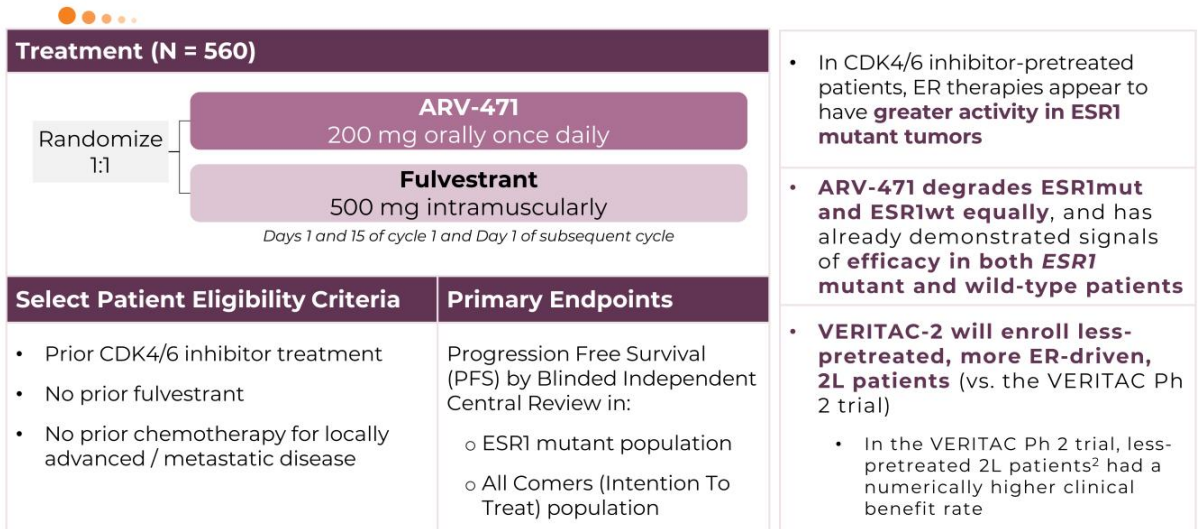 Treatment (N = 560)
Randomize
1:1
ARV-471
200 mg orally once daily
Fulvestrant
500 mg intramuscularly
Days 1 and 15 of cycle 1 and Day 1 of subsequent cycle
Select Patient Eligibility Criteria
• Prior CDK4/6 inhibitor treatment
• No prior fulvestrant
• No prior chemotherapy for locally
advanced / metastatic disease
Primary Endpoints
Progression Free Survival
(PFS) by Blinded Independent
Central Review in:
o ESR1 mutant population
o All Comers (Intention To
Treat) population
• In CDK4/6 inhibitor-pretreated
patients, ER therapies appear to
have greater activity in ESR1
mutant tumors
• ARV-471 degrades ESR1mut
and ESR1wt equally, and has
already demonstrated signals
of efficacy in both ESR1
mutant and wild-type patients
• VERITAC-2 will enroll less-
pretreated, more ER-driven,
2L patients (vs. the VERITAC Ph
2 trial)
• In the VERITAC Ph 2 trial, less-
pretreated 2L patients² had a
numerically higher clinical
benefit rate